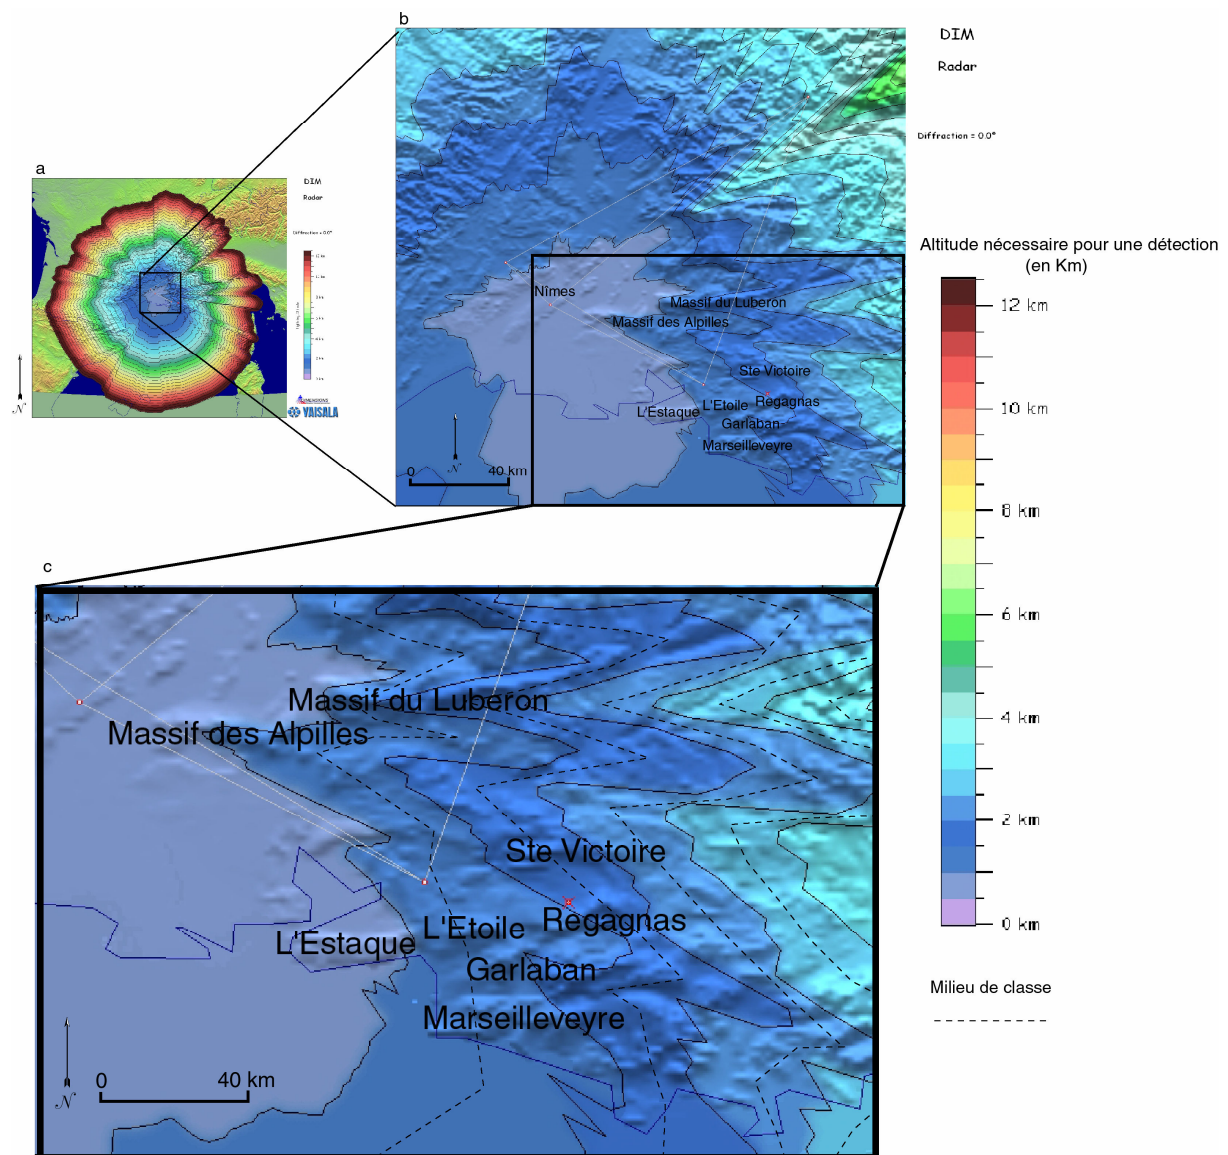 b
DIM
Radar
Diffraction = 0.0°
a
DIM
Radar
Diffraction = 0.0°
VAISALA
N
Nîmes
Massif du Luberon
Massif des Alpilles
Ste Victoire
L'Estaque
L'Etoile
Regagnas
Garlaban
Marseilleveyre
0 40 km
N
Altitude nécessaire pour une détection
(en Km)
12 km
10 km
8 km
6 km
4 km
2 km
0 km
Milieu de classe
c
Massif du Luberon
Massif des Alpilles
Ste Victoire
Regagnas
L'Etoile
L'Estaque
Garlaban
Marseilleveyre
0 40 km
N